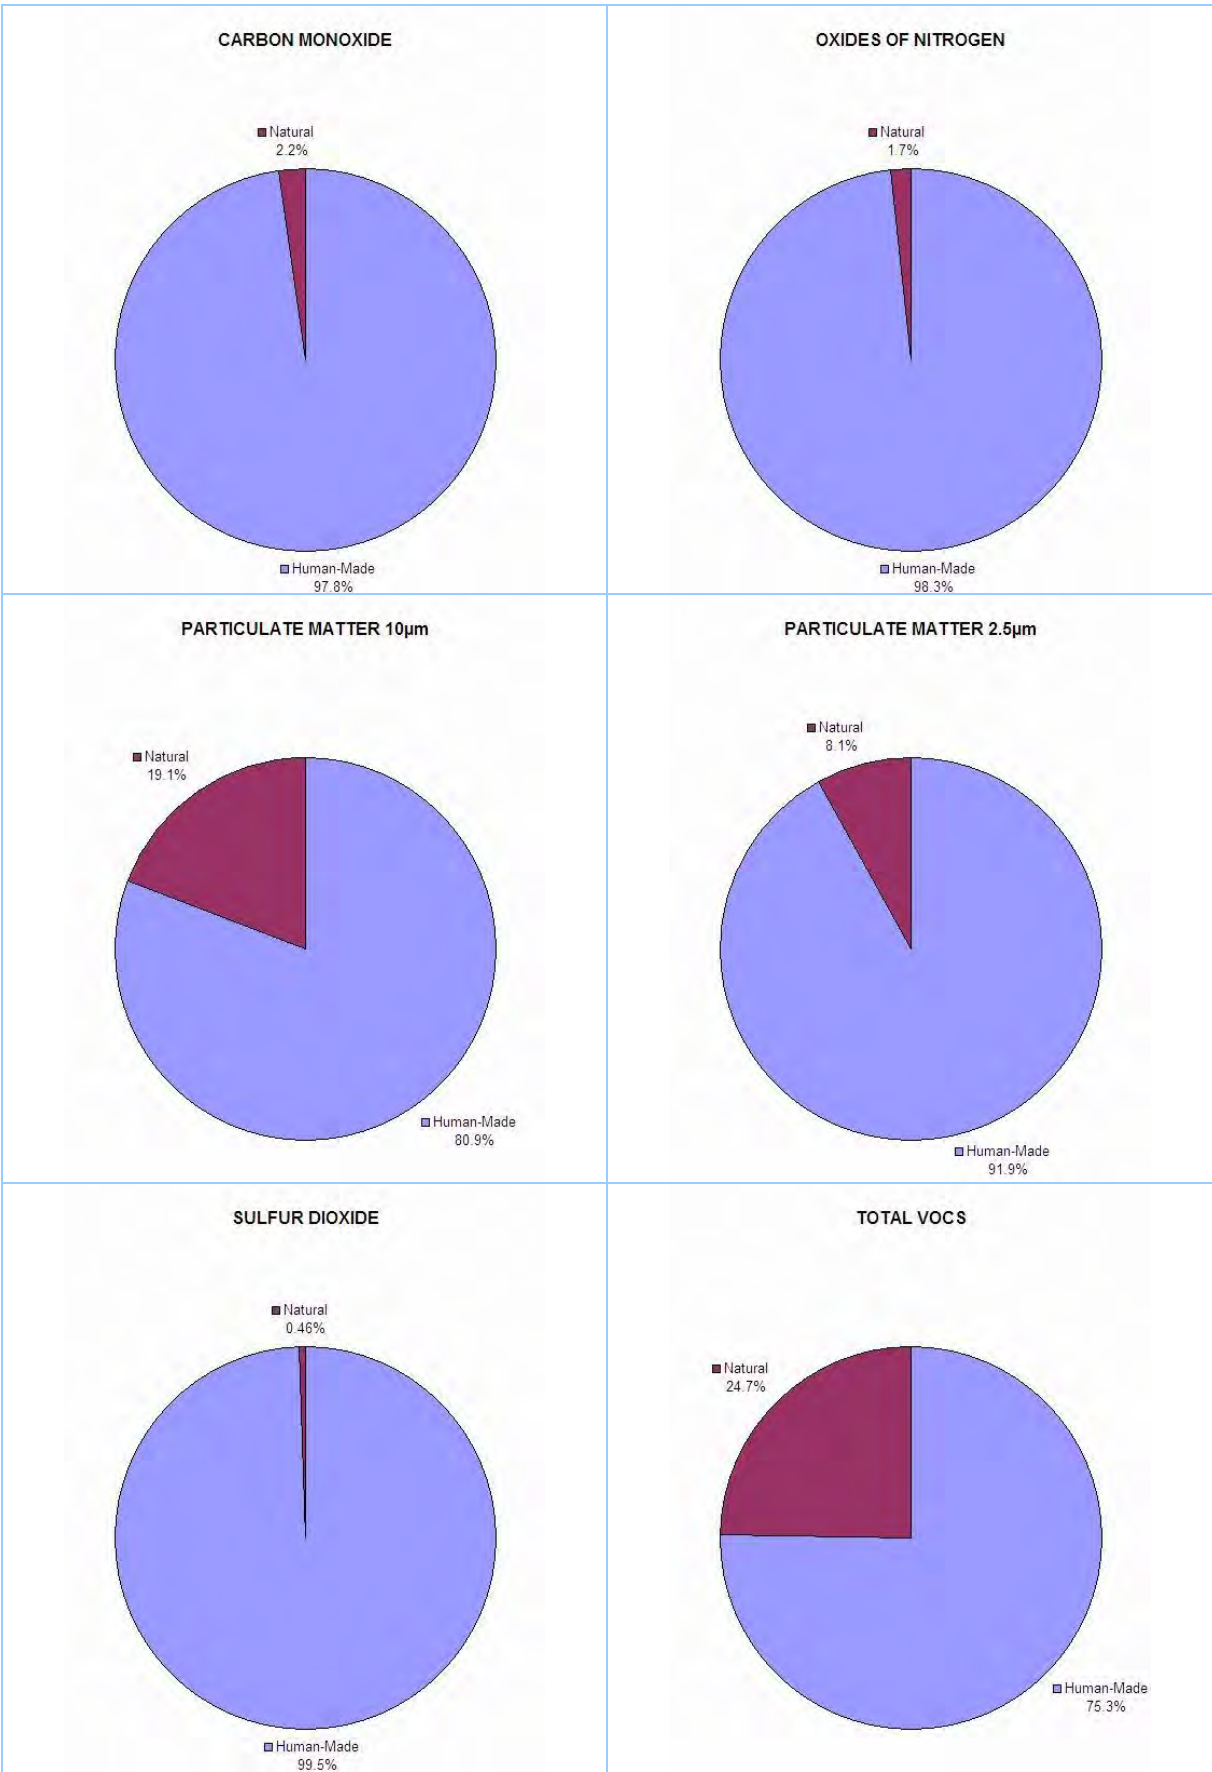 CARBON MONOXIDE
Natural
2.2%
Human-Made
97.8%
OXIDES OF NITROGEN
Natural
1.7%
Human-Made
98.3%
PARTICULATE MATTER 10µm
Natural
19.1%
Human-Made
80.9%
PARTICULATE MATTER 2.5µm
Natural
8.1%
Human-Made
91.9%
SULFUR DIOXIDE
Natural
0.46%
Human-Made
99.5%
TOTAL VOCS
Natural
24.7%
Human-Made
75.3%